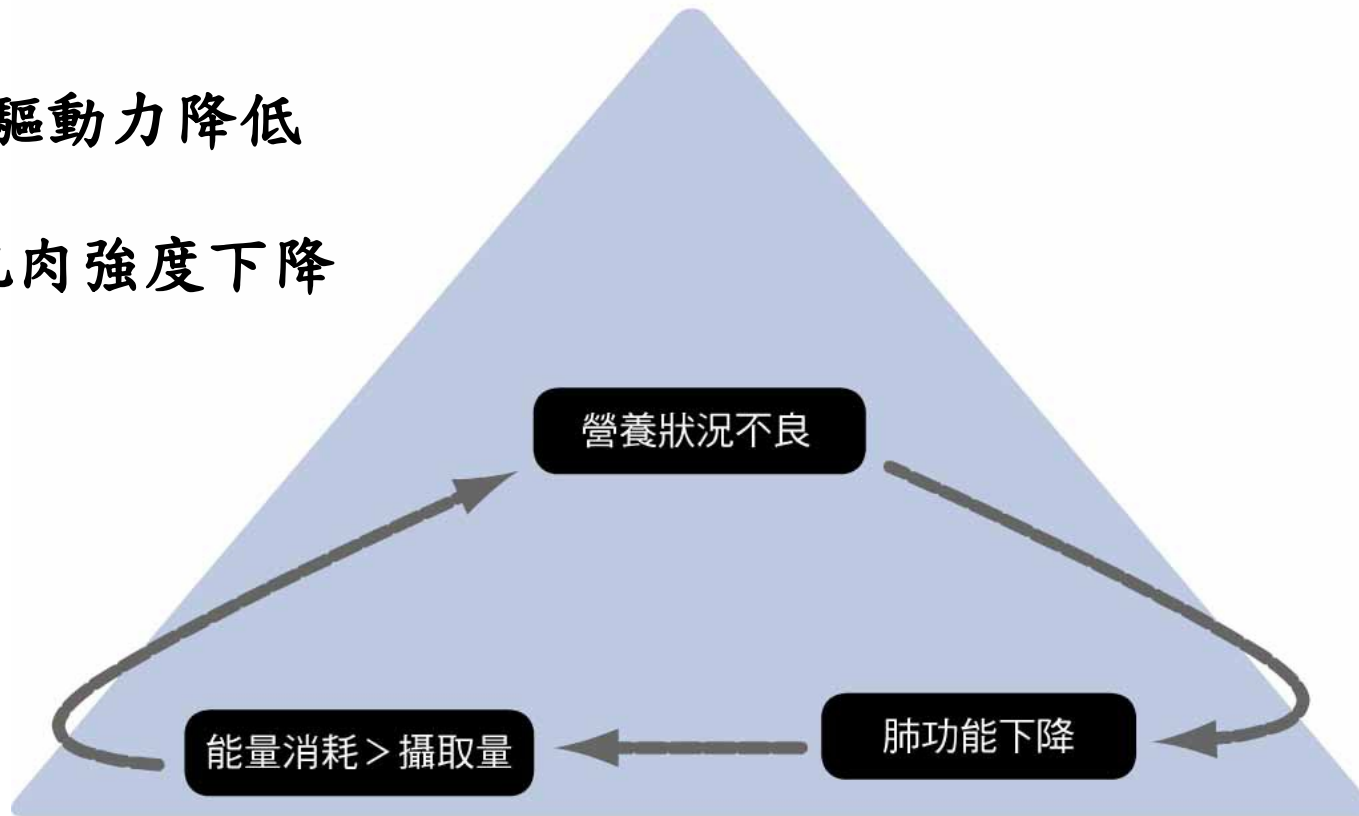 驅動力降低
肉強度下降
營養狀況不良
能量消耗＞攝取量
肺功能下降